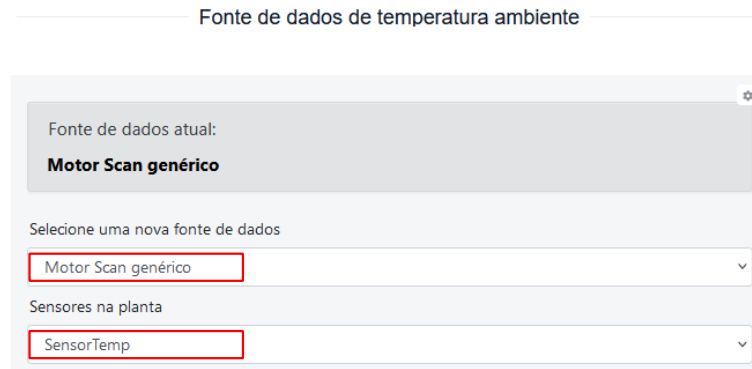 Fonte de dados de temperatura ambiente
Fonte de dados atual:
Motor Scan genérico
Selecione uma nova fonte de dados
Motor Scan genérico
Sensores na planta
SensorTemp